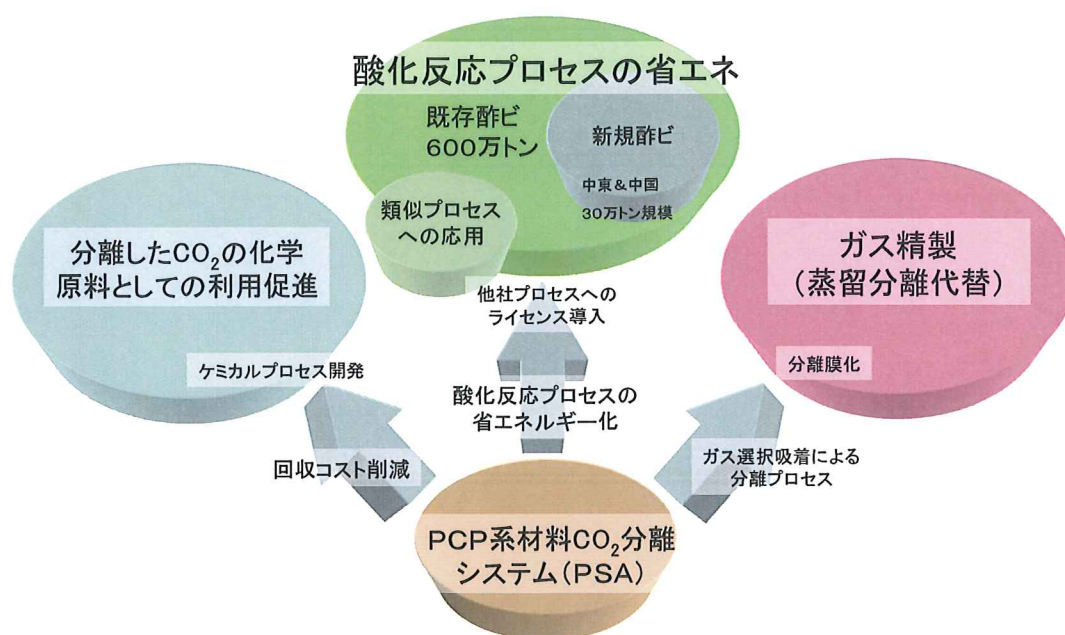 酸化反応プロセスの省エネ
既存酢ビ
600万トン
新規酢ビ
中東&中国
30万トン規模
類似プロセス
への応用
分離したCO₂の化学
原料としての利用促進
ガス精製
(蒸留分離代替)
他社プロセスへの
ライセンス導入
ケミカルプロセス開発
分離膜化
酸化反応プロセスの
省エネルギー化
回収コスト削減
ガス選択吸着による
分離プロセス
PCP系材料CO₂分離
システム(PSA)